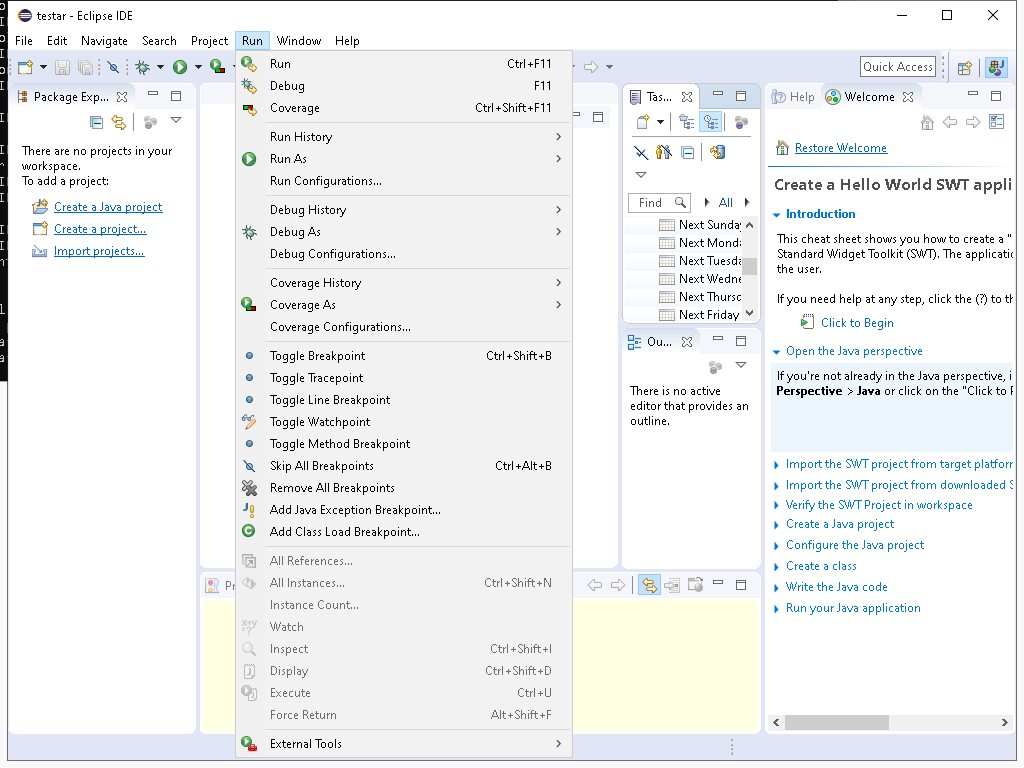 testar - Eclipse IDE
File Edit Navigate Search Project Run Window Help
Quick Access
Package Exp...
There are no projects in your
workspace.
To add a project:
Create a Java project
Create a project...
Import projects...
Run Ctrl+F11
Debug F11
Coverage Ctrl+Shift+F11
Run History
Run As
Run Configurations...
Debug History
Debug As
Debug Configurations...
Coverage History
Coverage As
Coverage Configurations...
Toggle Breakpoint Ctrl+Shift+B
Toggle Tracepoint
Toggle Line Breakpoint
Toggle Watchpoint
Toggle Method Breakpoint
Skip All Breakpoints Ctrl+Alt+B
Remove All Breakpoints
Add Java Exception Breakpoint...
Add Class Load Breakpoint...
All References...
All Instances... Ctrl+Shift+N
Instance Count...
Watch
Inspect Ctrl+Shift+I
Display Ctrl+Shift+D
Execute Ctrl+U
Force Return Alt+Shift+F
External Tools
Tas...
Find All
Next Sunday
Next Monda
Next Tuesda
Next Wedne
Next Thursd
Next Friday
Ou...
There is no active
editor that provides an
outline.
Help Welcome
Restore Welcome
Create a Hello World SWT appli
Introduction
This cheat sheet shows you how to create a "
Standard Widget Toolkit (SWT). The applicatio
the user.
If you need help at any step, click the (?) to th
Click to Begin
Open the Java perspective
If you're not already in the Java perspective, i
Perspective > Java or click on the "Click to P
Import the SWT project from target platform
Import the SWT project from downloaded S
Verify the SWT Project in workspace
Create a Java project
Configure the Java project
Create a class
Write the Java code
Run your Java application